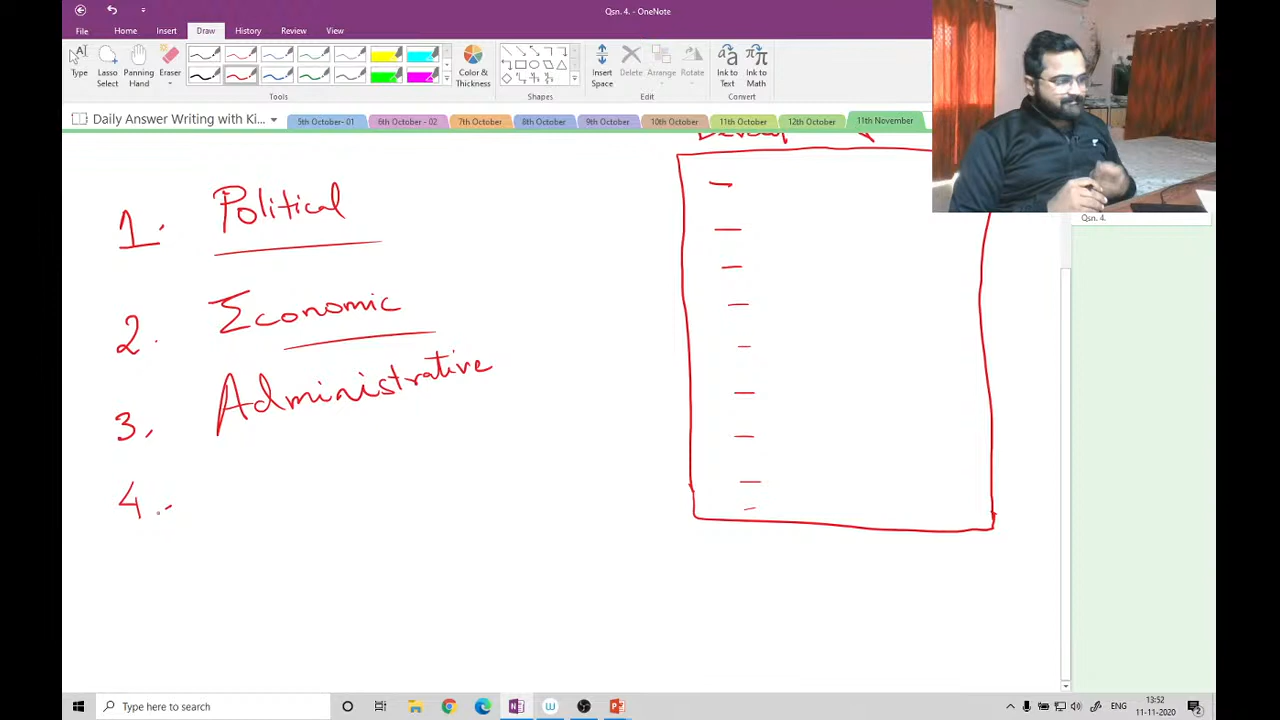 Qsn. 4. - OneNote
File Home Insert Draw History Review View
Type
Lasso Select
Panning Hand
Eraser
Color & Thickness
Insert Space
Delete
Arrange
Rotate
Ink to Text
Ink to Math
Tools
Shapes
Edit
Convert
Daily Answer Writing with Ki...
5th October- 01
6th October - 02
7th October
8th October
9th October
10th October
11th October
12th October
11th November
Qsn. 4.
1. Political
2. Economic
3. Administrative
4.
Type here to search
ENG
13:52
11-11-2020
2